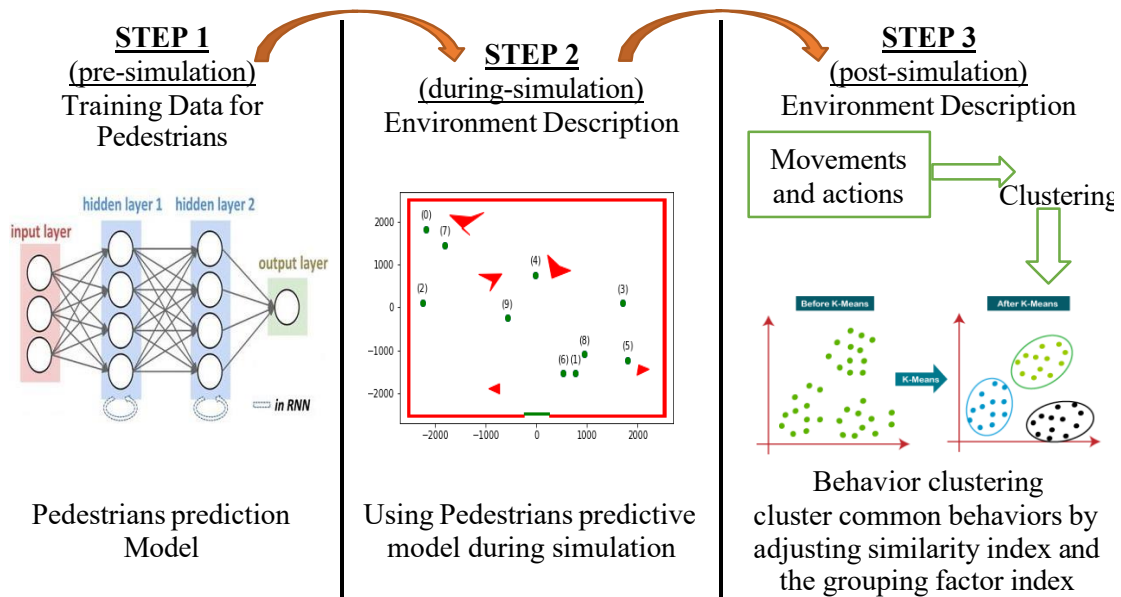 STEP 1
(pre-simulation)
Training Data for
Pedestrians
hidden layer 1 hidden layer 2
input layer
output layer
in RNN
Pedestrians prediction
Model
STEP 2
(during-simulation)
Environment Description
2000
1000
0
−1000
−2000
(0)
(7)
(4)
(2)
(3)
(9)
(8)
(6) (1)
(5)
−2000 −1000 0 1000 2000
Using Pedestrians predictive
model during simulation
STEP 3
(post-simulation)
Environment Description
Movements
and actions
Clustering
Before K-Means
After K-Means
K-Means
Behavior clustering
cluster common behaviors by
adjusting similarity index and
the grouping factor index